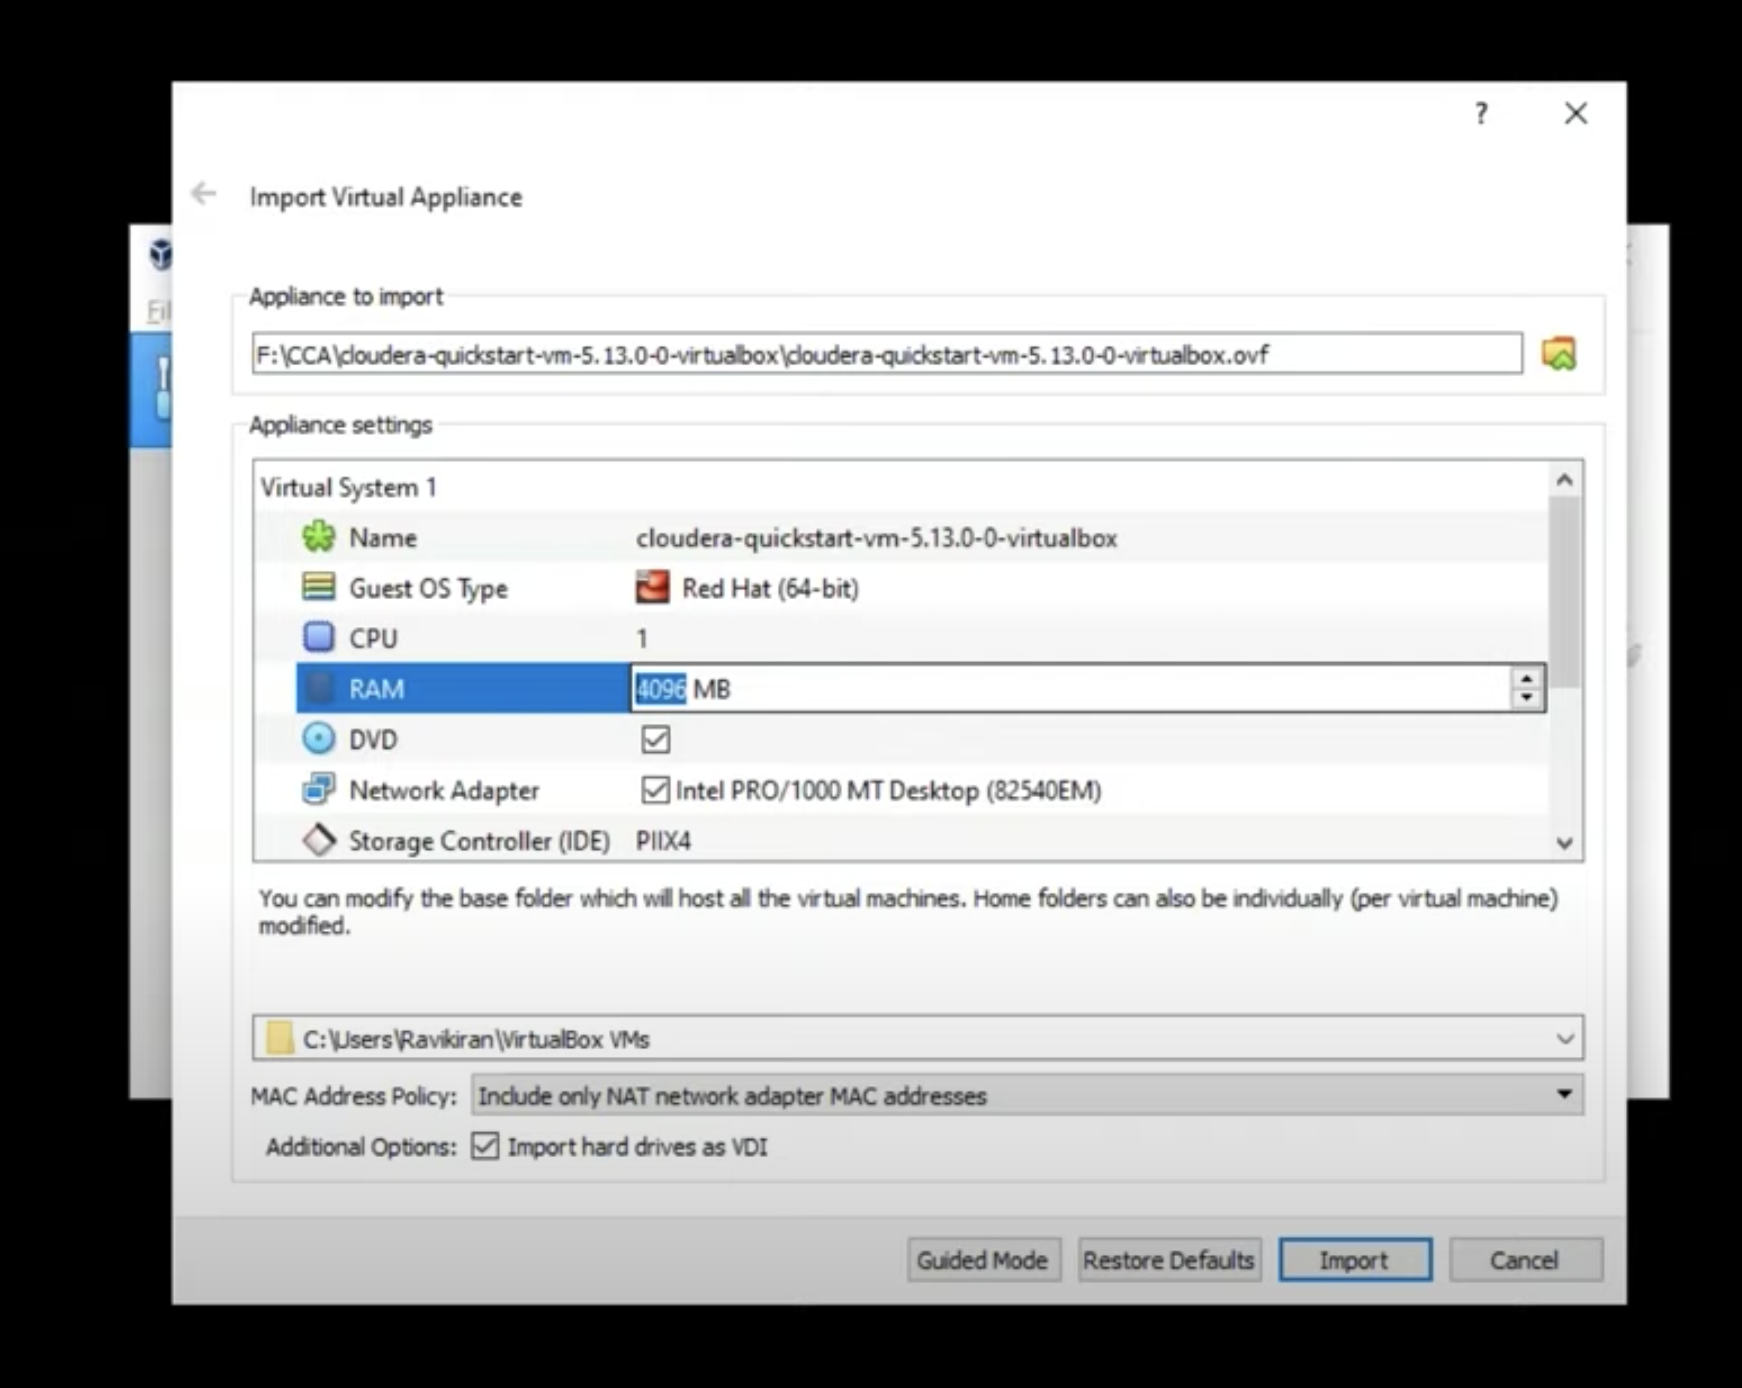 ?
Import Virtual Appliance
Fil
Appliance to import
F:\CCA\cloudera-quickstart-vm-5.13.0-0-virtualbox\cloudera-quickstart-vm-5.13.0-0-virtualbox.ovf
Appliance settings
Virtual System 1
Name cloudera-quickstart-vm-5.13.0-0-virtualbox
Guest OS Type Red Hat (64-bit)
CPU 1
RAM 4096 MB
DVD
Network Adapter Intel PRO/1000 MT Desktop (82540EM)
Storage Controller (IDE) PIIX4
You can modify the base folder which will host all the virtual machines. Home folders can also be individually (per virtual machine)
modified.
C:\Users\Ravikiran\VirtualBox VMs
MAC Address Policy: Include only NAT network adapter MAC addresses
Additional Options: Import hard drives as VDI
Guided Mode Restore Defaults Import Cancel